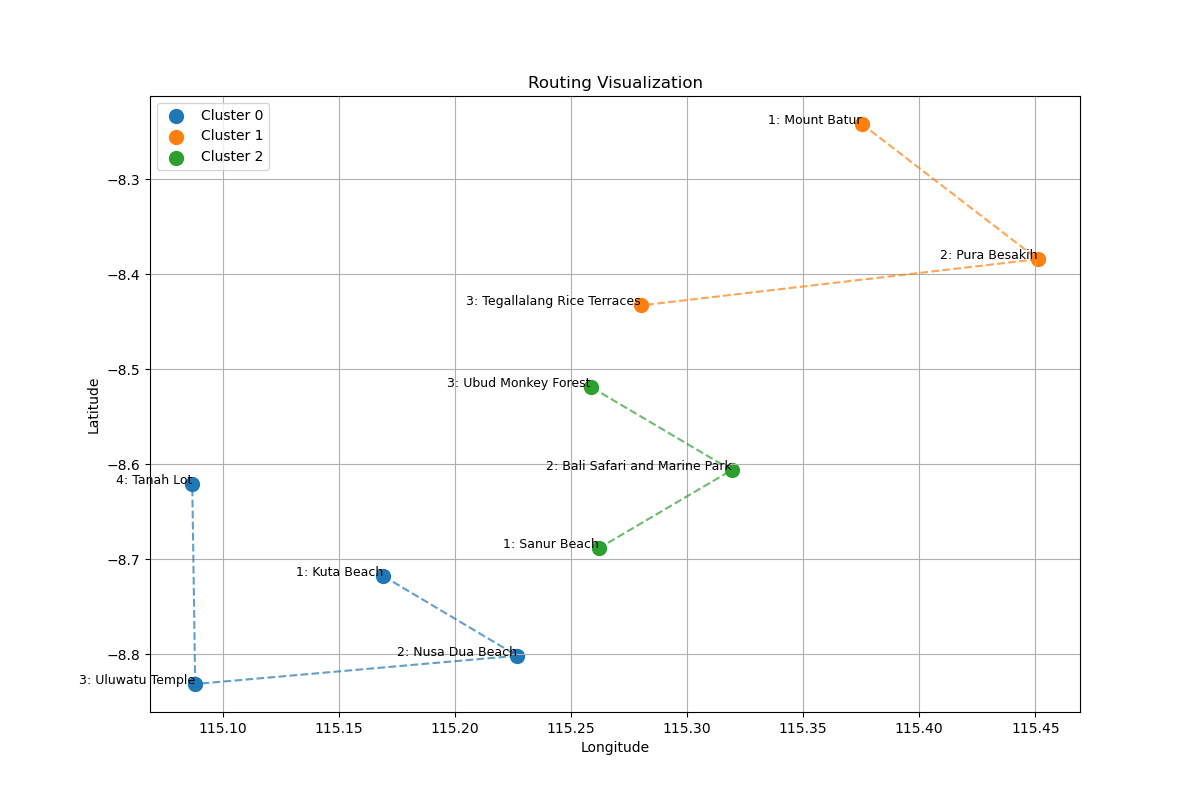 Routing Visualization
Cluster 0
Cluster 1
Cluster 2
1: Mount Batur
2: Pura Besakih
3: Tegallalang Rice Terraces
3: Ubud Monkey Forest
2: Bali Safari and Marine Park
4: Tanah Lot
1: Sanur Beach
1: Kuta Beach
2: Nusa Dua Beach
3: Uluwatu Temple
Latitude
−8.3
−8.4
−8.5
−8.6
−8.7
−8.8
115.10
115.15
115.20
115.25
115.30
115.35
115.40
115.45
Longitude